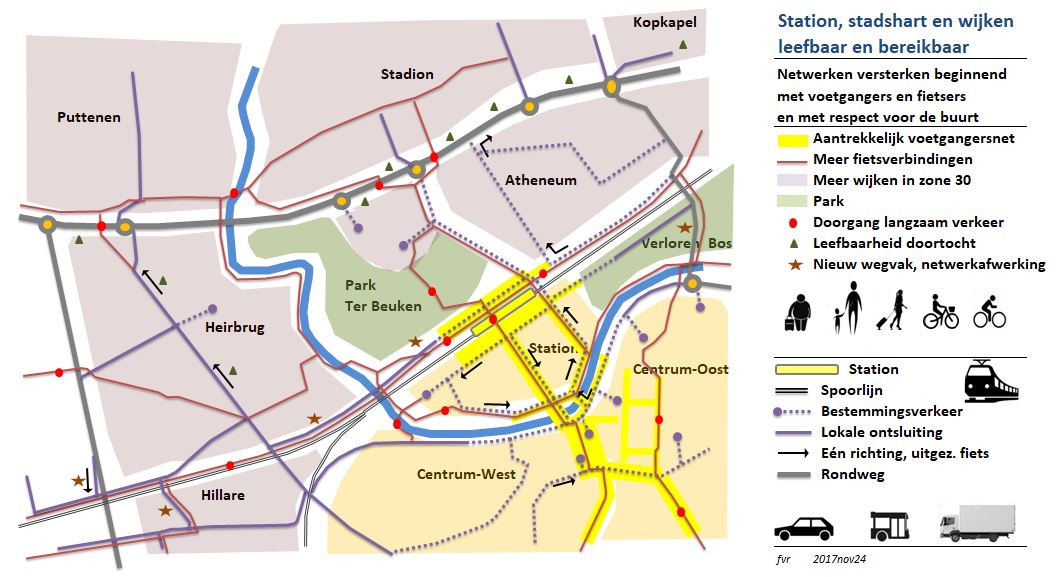 Kopkapel
Stadion
Puttenen
Atheneum
Verloren Bos
Park
Ter Beuken
Heirbrug
Station
Centrum-Oost
Centrum-West
Hillare
Station, stadshart en wijken
leefbaar en bereikbaar
Netwerken versterken beginnend
met voetgangers en fietsers
en met respect voor de buurt
Aantrekkelijk voetgangersnet
Meer fietsverbindingen
Meer wijken in zone 30
Park
Doorgang langzaam verkeer
Leefbaarheid doortocht
Nieuw wegvak, netwerkafwerking
Station
Spoorlijn
Bestemmingsverkeer
Lokale ontsluiting
Eén richting, uitgez. fiets
Rondweg
fvr 2017nov24